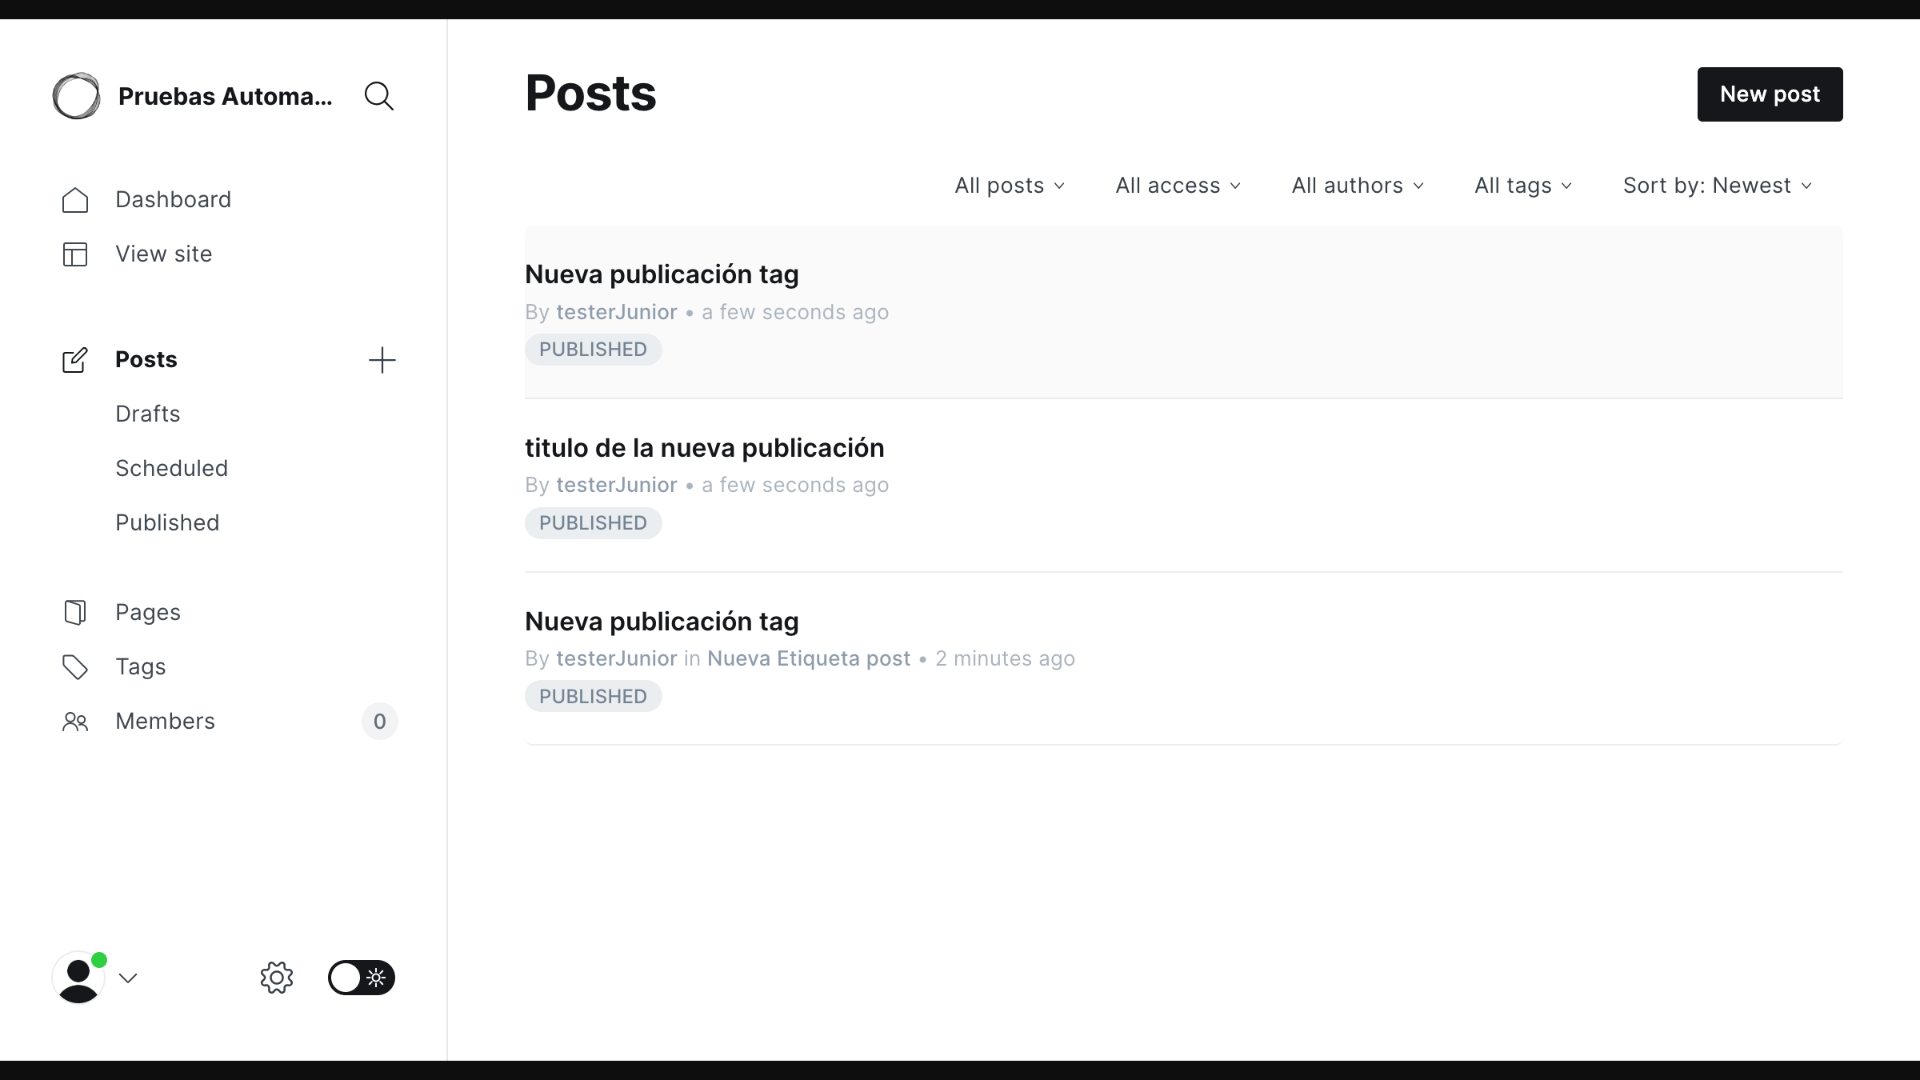 Pruebas Automa...
Dashboard
View site
Posts
Drafts
Scheduled
Published
Pages
Tags
Members 0
Posts
New post
All posts All access All authors All tags Sort by: Newest
Nueva publicación tag
By testerJunior • a few seconds ago
PUBLISHED
titulo de la nueva publicación
By testerJunior • a few seconds ago
PUBLISHED
Nueva publicación tag
By testerJunior in Nueva Etiqueta post • 2 minutes ago
PUBLISHED